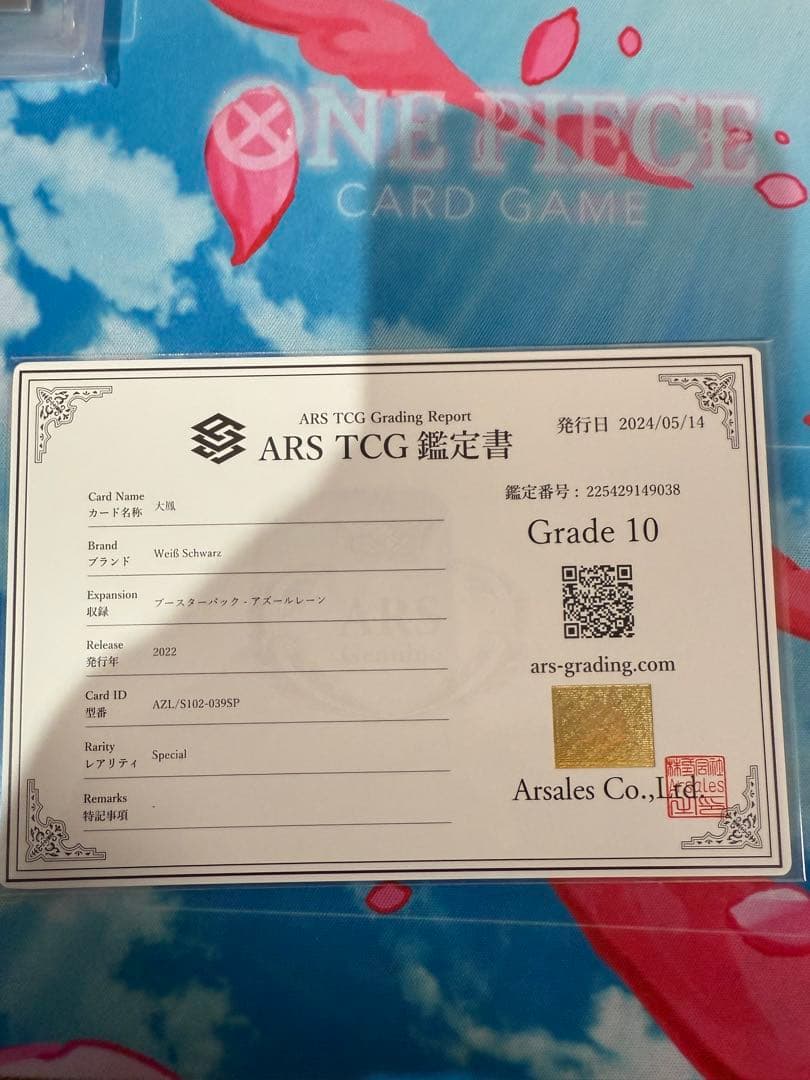 ONE PIECE
CARD GAME
ARS TCG Grading Report
ARS TCG 鑑定書
発行日 2024/05/14
鑑定番号 : 225429149038
Grade 10
ars-grading.com
Arsales Co.,Ltd.
Arsales
Card Name
カード名称 大鳳
Brand
ブランド Weiß Schwarz
Expansion
収録 ブースターパック - アズールレーン
Release
発行年 2022
Card ID
型番 AZL/S102-039SP
Rarity
レアリティ Special
Remarks
特記事項 -